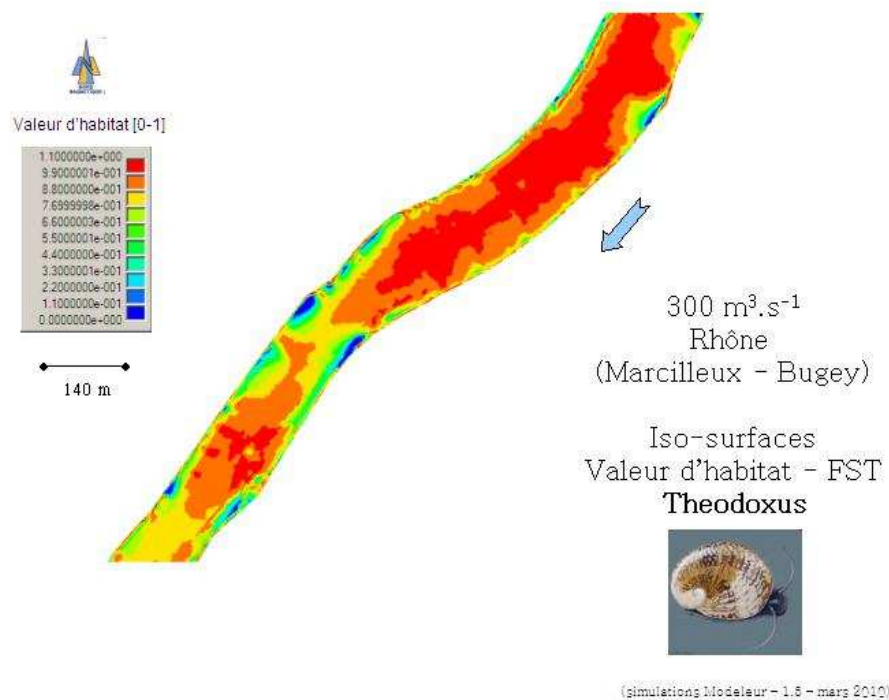 Valeur d'habitat [0-1]
1.1000000e+000
9.9000001e-001
8.8000000e-001
7.6999998e-001
6.6000003e-001
5.5000001e-001
4.4000000e-001
3.3000001e-001
2.2000000e-001
1.1000000e-001
0.0000000e+000
140 m
300 m³.s⁻¹
Rhône
(Marcilleux - Bugey)
Iso-surfaces
Valeur d'habitat - FST
Theodoxus
(simulations Modeleur - 1.5 - mars 2010)